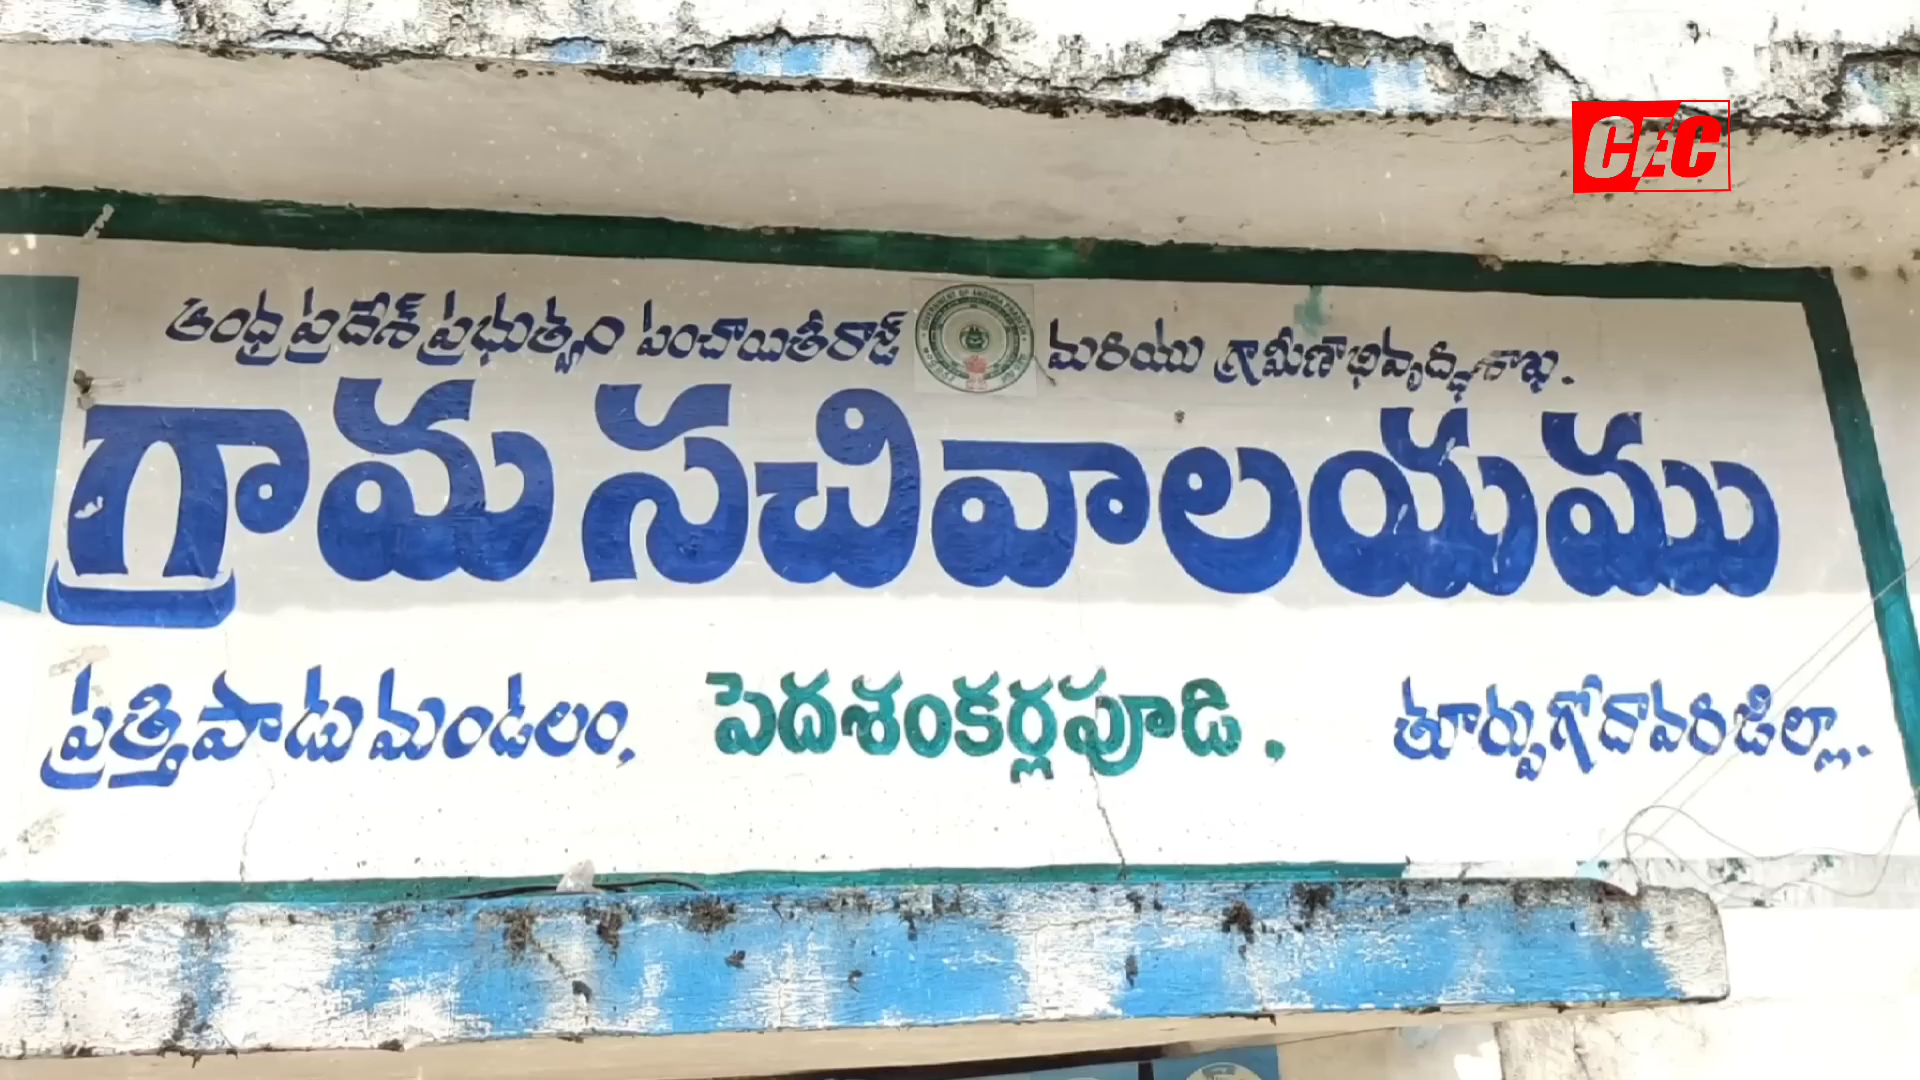 CEC
ఆంధ్ర ప్రదేశ్ ప్రభుత్వం పంచాయితీరాజ్ మరియు గ్రామీణాభివృద్ధిశాఖ.
గ్రామ సచివాలయము
ప్రత్తిపాడు మండలం, పెదశంకర్లపూడి. తూర్పుగోదావరి జిల్లా.